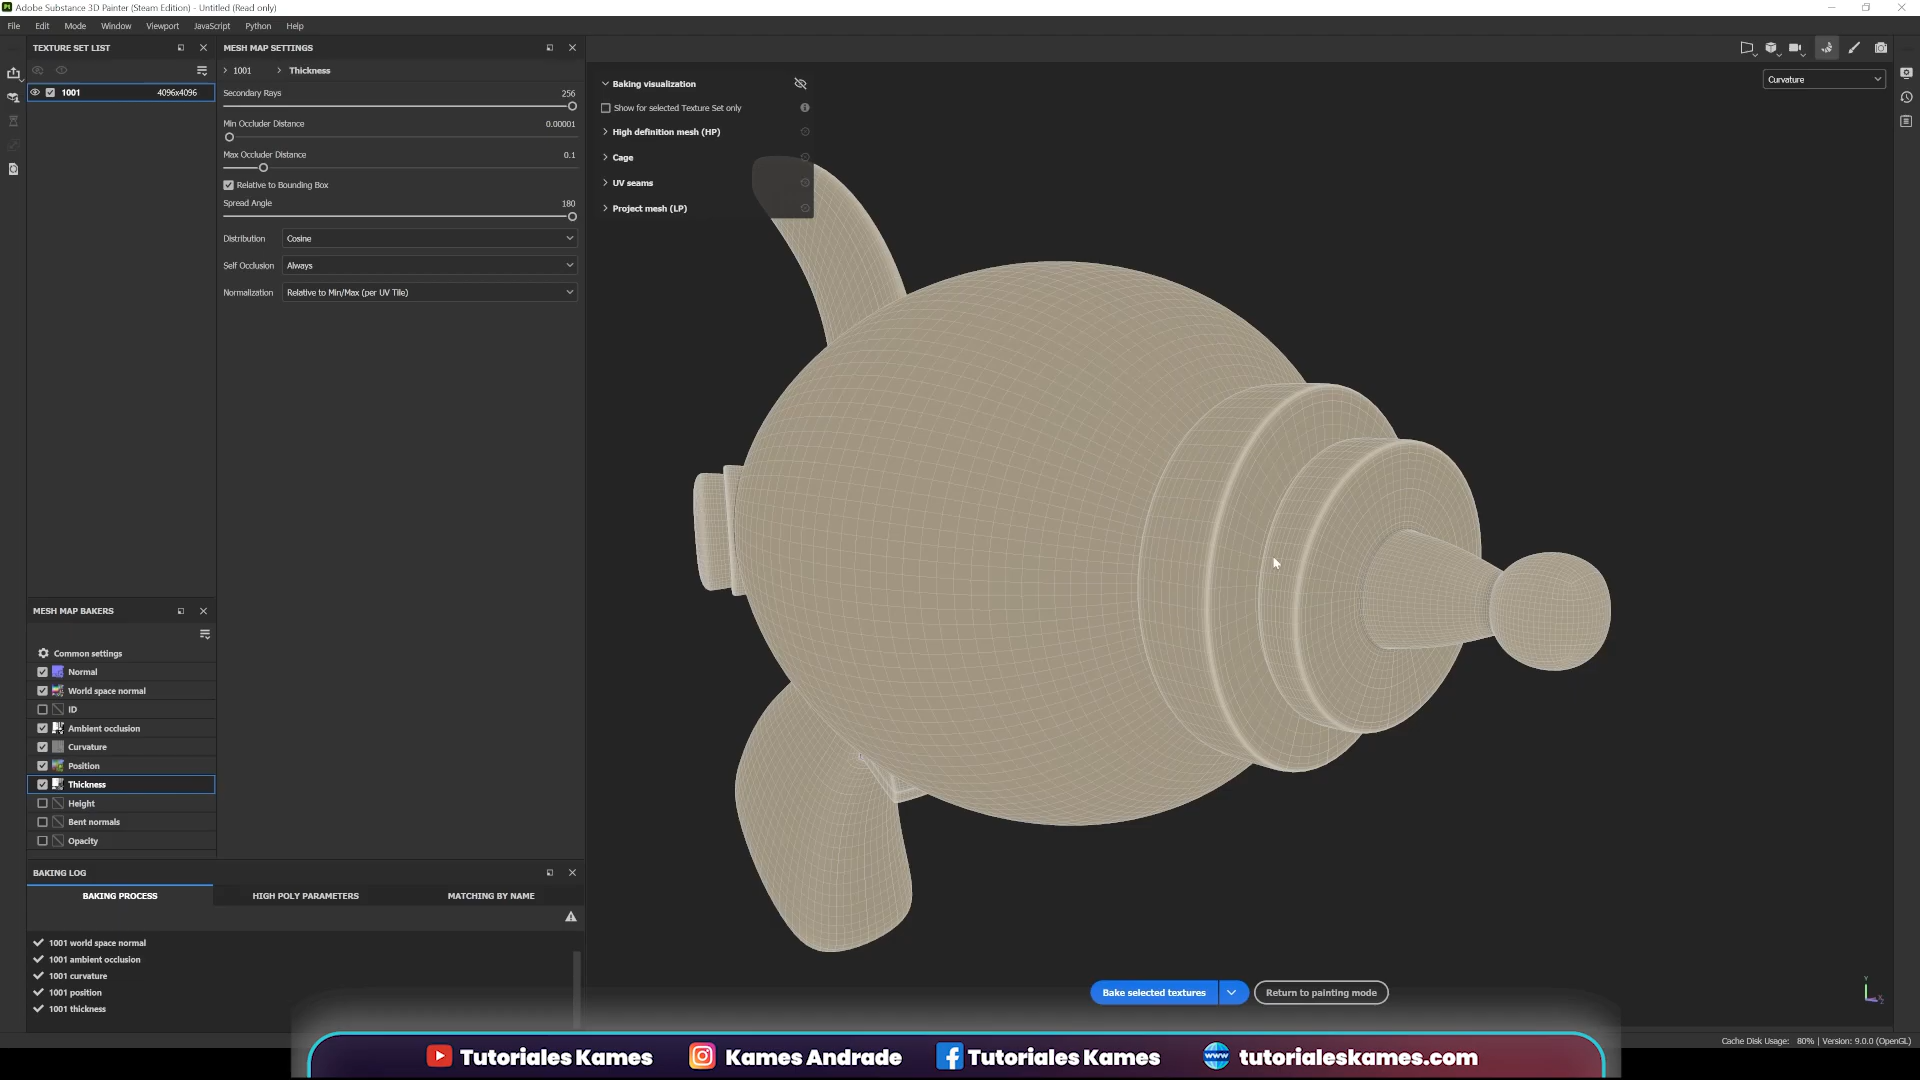 Adobe Substance 3D Painter (Steam Edition) - Untitled (Read only)
File Edit Mode Window Viewport JavaScript Python Help
TEXTURE SET LIST
1001 4096x4096
MESH MAP SETTINGS
1001 Thickness
Secondary Rays 256
Min Occluder Distance 0.00001
Max Occluder Distance 0.1
Relative to Bounding Box
Spread Angle 180
Distribution Cosine
Self Occlusion Always
Normalization Relative to Min/Max (per UV Tile)
Baking visualization
Show for selected Texture Set only
High definition mesh (HP)
Cage
UV seams
Project mesh (LP)
Curvature
MESH MAP BAKERS
Common settings
Normal
World space normal
ID
Ambient occlusion
Curvature
Position
Thickness
Height
Bent normals
Opacity
BAKING LOG
BAKING PROCESS HIGH POLY PARAMETERS MATCHING BY NAME
1001 world space normal
1001 ambient occlusion
1001 curvature
1001 position
1001 thickness
Bake selected textures Return to painting mode
Y
Cache Disk Usage: 80% | Version: 9.0.0 (OpenGL)
Tutoriales Kames Kames Andrade Tutoriales Kames www tutorialeskames.com